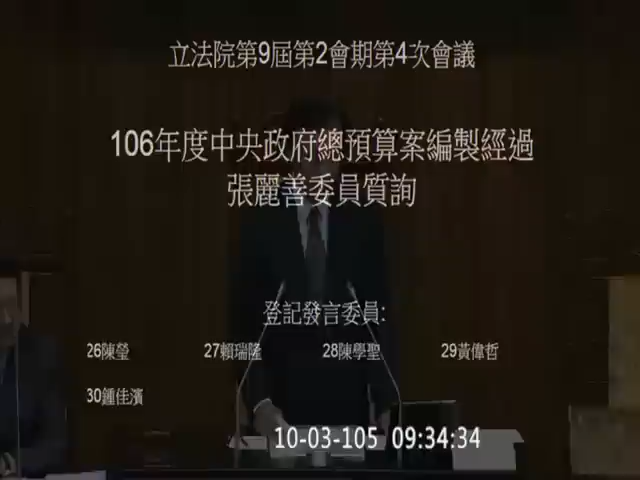 立法院第9屆第2會期第4次會議
106年度中央政府總預算案編製經過
張麗善委員質詢
登記發言委員:
26陳瑩 27賴瑞隆 28陳學聖 29黃偉哲
30鍾佳濱
10-03-105 09:34:34